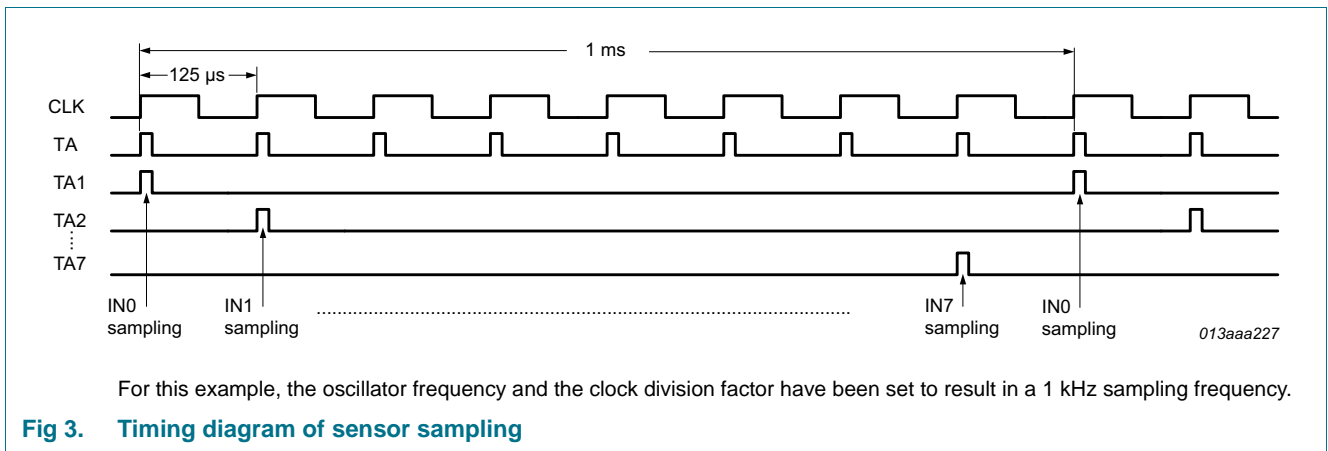 1 ms
125 μs
CLK
TA
TA1
TA2
TA7
IN0 sampling
IN1 sampling
IN7 sampling
IN0 sampling
013aaa227
For this example, the oscillator frequency and the clock division factor have been set to result in a 1 kHz sampling frequency.
Fig 3. Timing diagram of sensor sampling